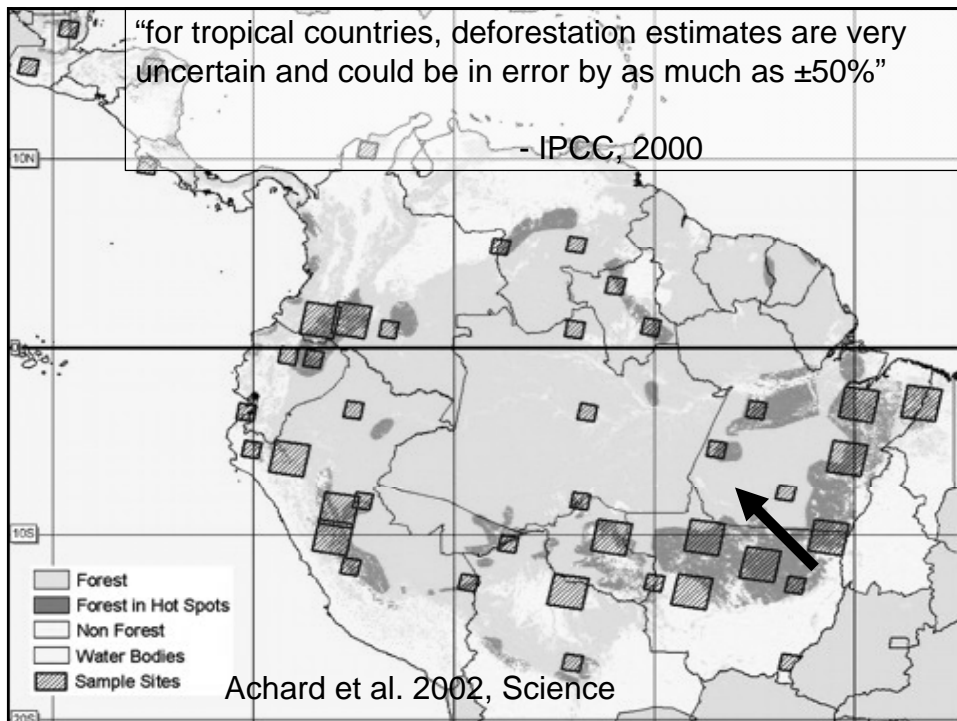 “for tropical countries, deforestation estimates are very
uncertain and could be in error by as much as ±50%”
- IPCC, 2000
10N
0
10S
Forest
Forest in Hot Spots
Non Forest
Water Bodies
Sample Sites
Achard et al. 2002, Science
20S